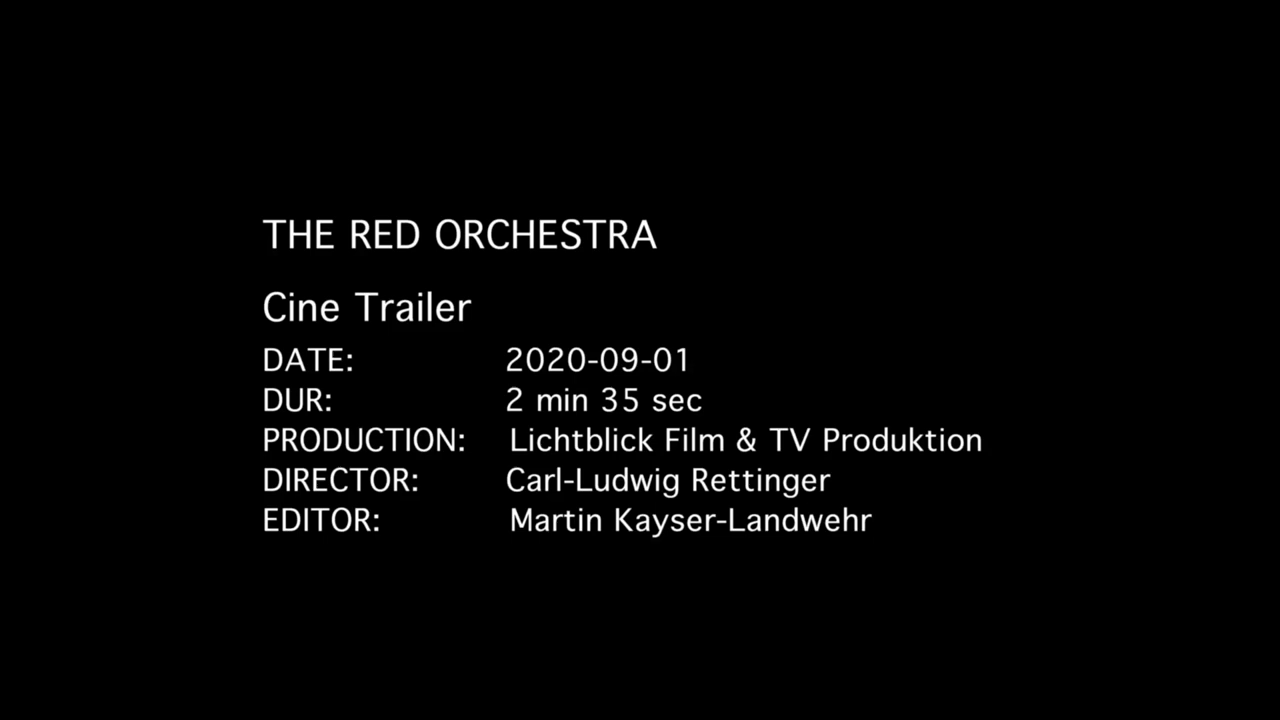 THE RED ORCHESTRA
Cine Trailer
DATE: 2020-09-01
DUR: 2 min 35 sec
PRODUCTION: Lichtblick Film & TV Produktion
DIRECTOR: Carl-Ludwig Rettinger
EDITOR: Martin Kayser-Landwehr